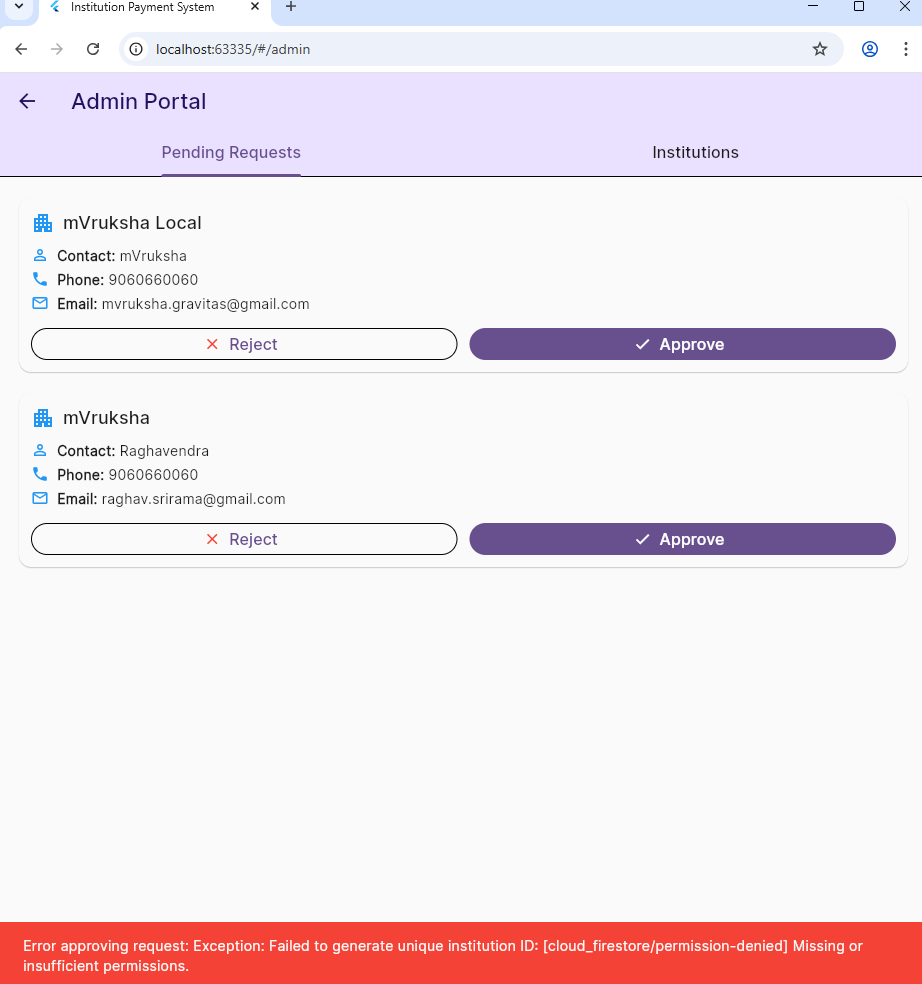 Institution Payment System
localhost:63335/#/admin
Admin Portal
Pending Requests
Institutions
mVruksha Local
Contact: mVruksha
Phone: 9060660060
Email: mvruksha.gravitas@gmail.com
Reject
Approve
mVruksha
Contact: Raghavendra
Phone: 9060660060
Email: raghav.srirama@gmail.com
Reject
Approve
Error approving request: Exception: Failed to generate unique institution ID: [cloud_firestore/permission-denied] Missing or
insufficient permissions.